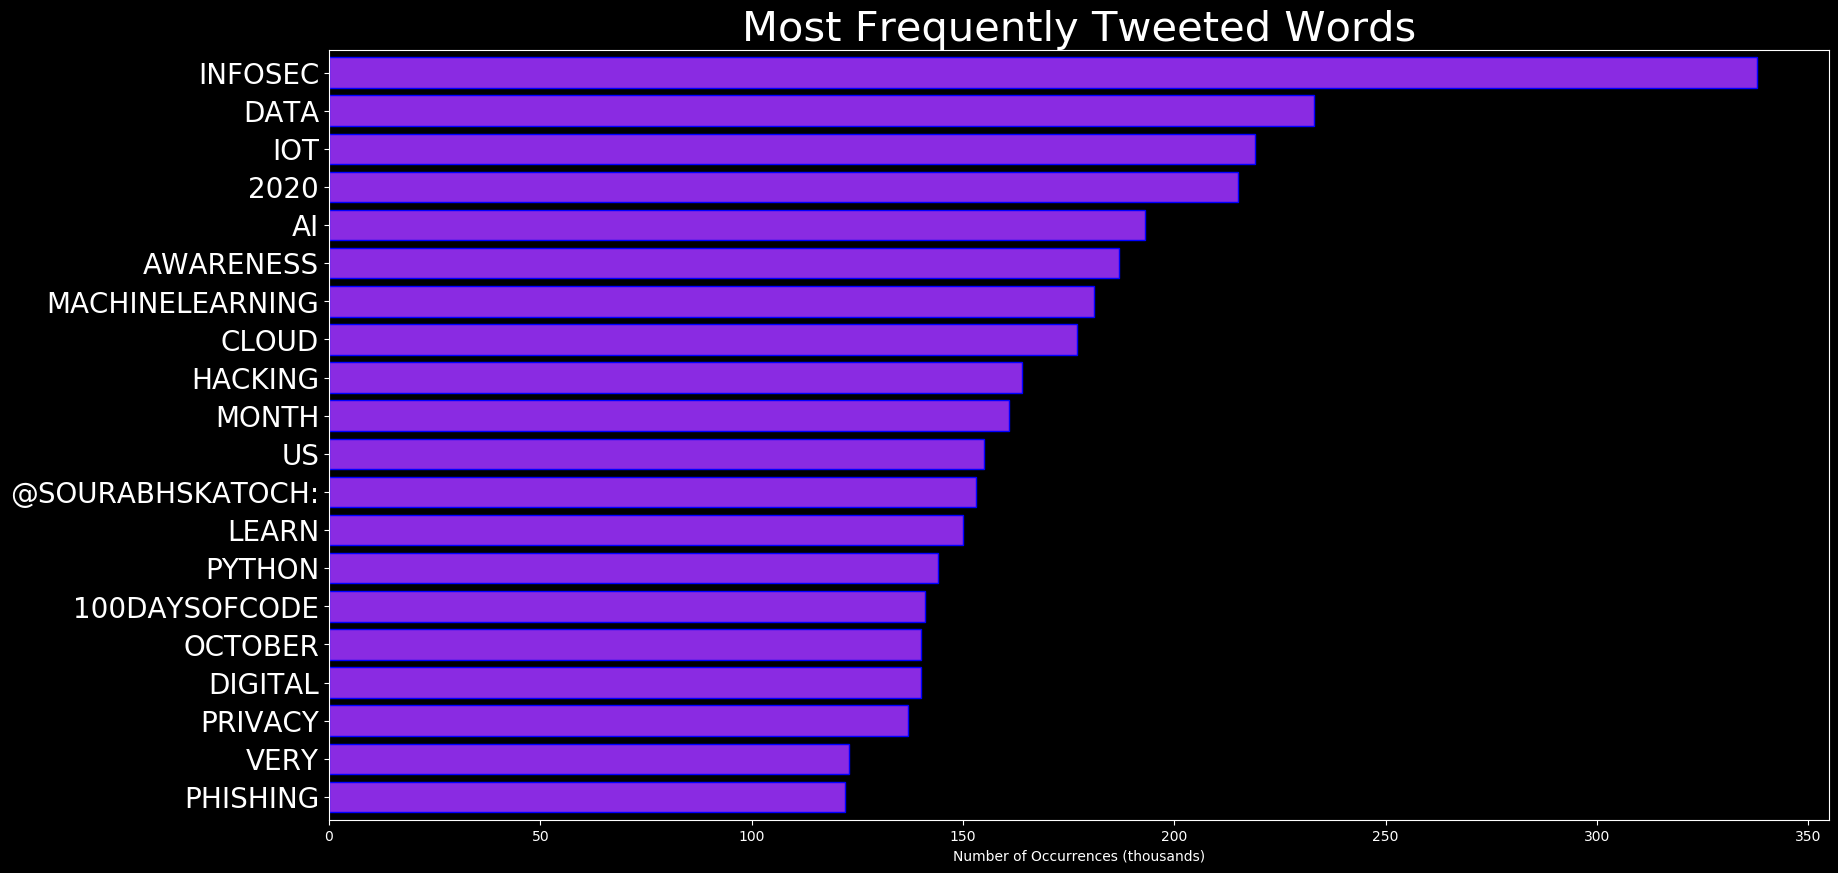 Most Frequently Tweeted Words
INFOSEC
DATA
IOT
2020
AI
AWARENESS
MACHINELEARNING
CLOUD
HACKING
MONTH
US
@SOURABHSKATOCH:
LEARN
PYTHON
100DAYSOFCODE
OCTOBER
DIGITAL
PRIVACY
VERY
PHISHING
0 50 100 150 200 250 300 350
Number of Occurrences (thousands)